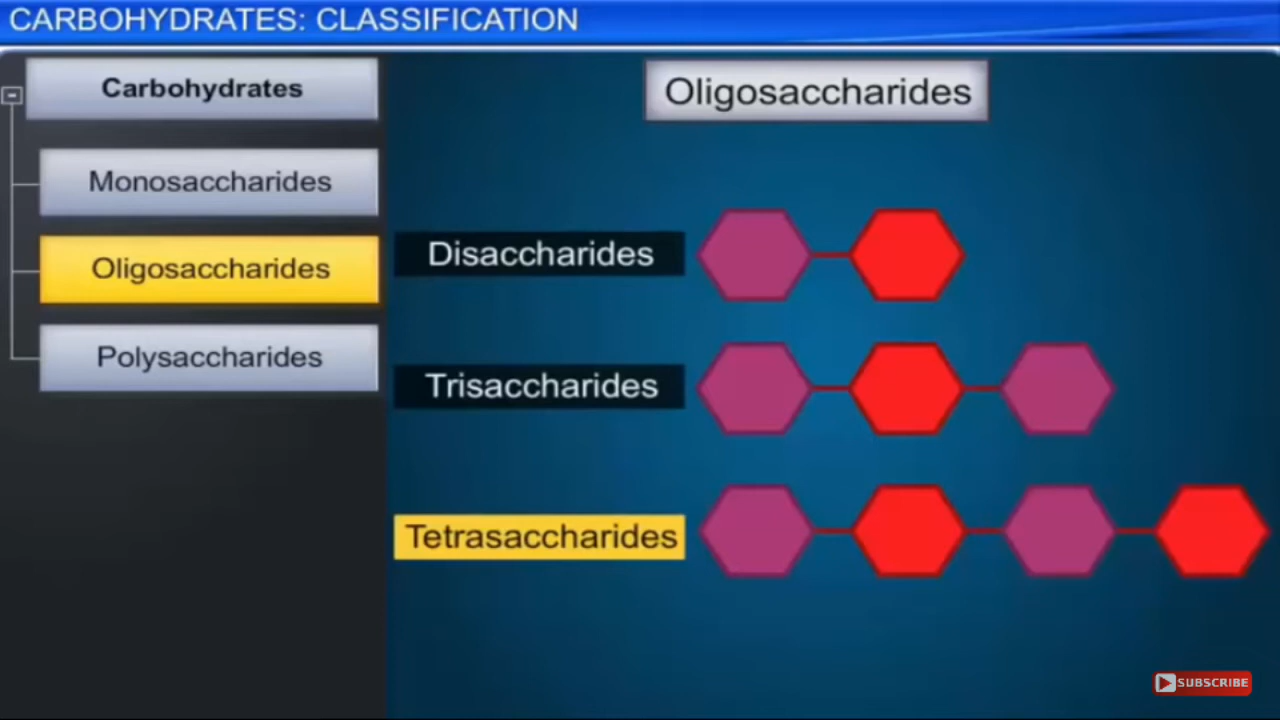 CARBOHYDRATES: CLASSIFICATION
Carbohydrates
Monosaccharides
Oligosaccharides
Polysaccharides
Oligosaccharides
Disaccharides
Trisaccharides
Tetrasaccharides
SUBSCRIBE